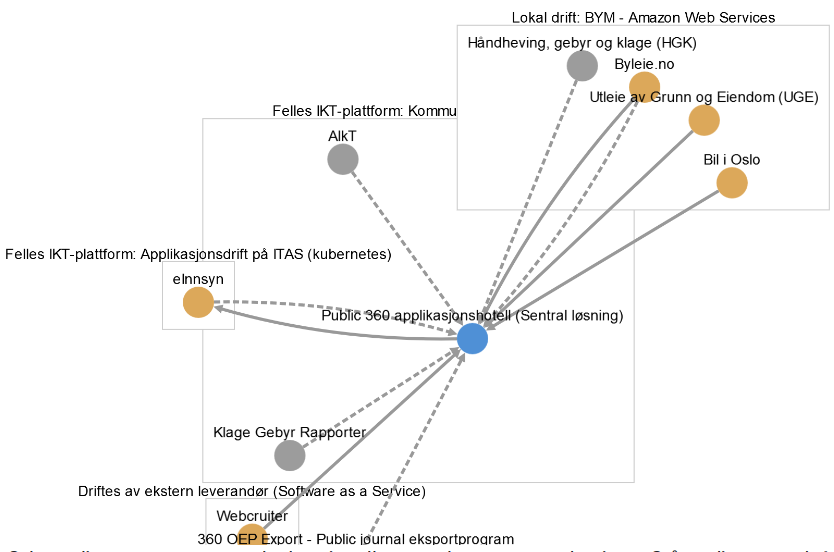 Lokal drift: BYM - Amazon Web Services
Håndheving, gebyr og klage (HGK)
Byleie.no
Utleie av Grunn og Eiendom (UGE)
Felles IKT-plattform: Kommu
AlkT
Bil i Oslo
Felles IKT-plattform: Applikasjonsdrift på ITAS (kubernetes)
eInnsyn
Public 360 applikasjonshotell (Sentral løsning)
Klage Gebyr Rapporter
Driftes av ekstern leverandør (Software as a Service)
Webcruiter
360 OEP Export - Public journal eksportprogram